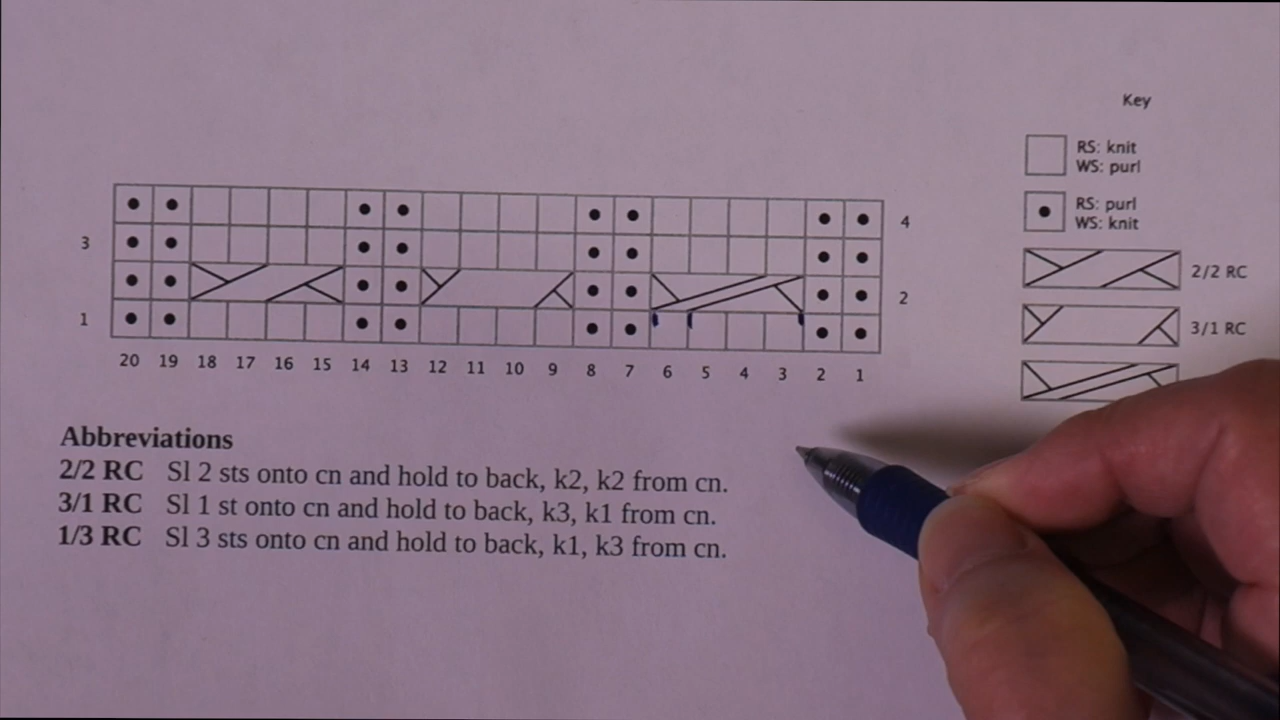 Key
RS: knit
WS: purl
RS: purl
WS: knit
2/2 RC
3/1 RC
4
3
2
1
20 19 18 17 16 15 14 13 12 11 10 9 8 7 6 5 4 3 2 1
Abbreviations
2/2 RC Sl 2 sts onto cn and hold to back, k2, k2 from cn.
3/1 RC Sl 1 st onto cn and hold to back, k3, k1 from cn.
1/3 RC Sl 3 sts onto cn and hold to back, k1, k3 from cn.